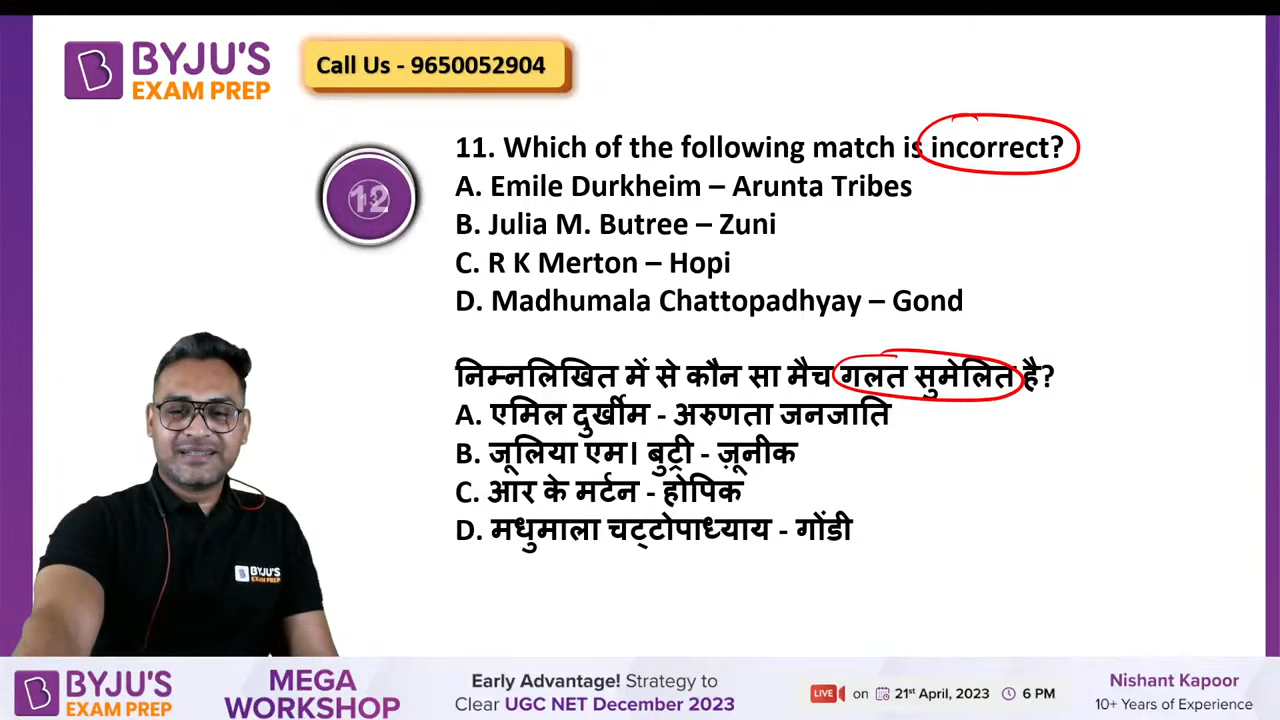 BYJU'S
EXAM PREP
Call Us - 9650052904
11. Which of the following match is incorrect?
A. Emile Durkheim – Arunta Tribes
B. Julia M. Butree – Zuni
C. R K Merton – Hopi
D. Madhumala Chattopadhyay – Gond
निम्नलिखित में से कौन सा मैच गलत सुमेलित है?
A. एमिल दुर्खीम - अरुणता जनजाति
B. जूलिया एम। बुट्री - ज़ूनीक
C. आर के मर्टन - होपिक
D. मधुमाला चट्टोपाध्याय - गोंडी
BYJU'S
EXAM PREP
BYJU'S
EXAM PREP
MEGA
WORKSHOP
Early Advantage! Strategy to
Clear UGC NET December 2023
LIVE on 21st April, 2023 6 PM
Nishant Kapoor
10+ Years of Experience